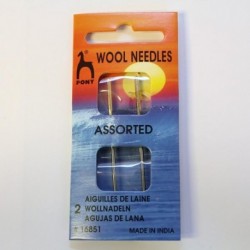 WOOL NEEDLES
PONY
ASSORTED
AIGUILLES DE LAINE
2 WOLLNADELN
AGUJAS DE LANA
MADE IN INDIA